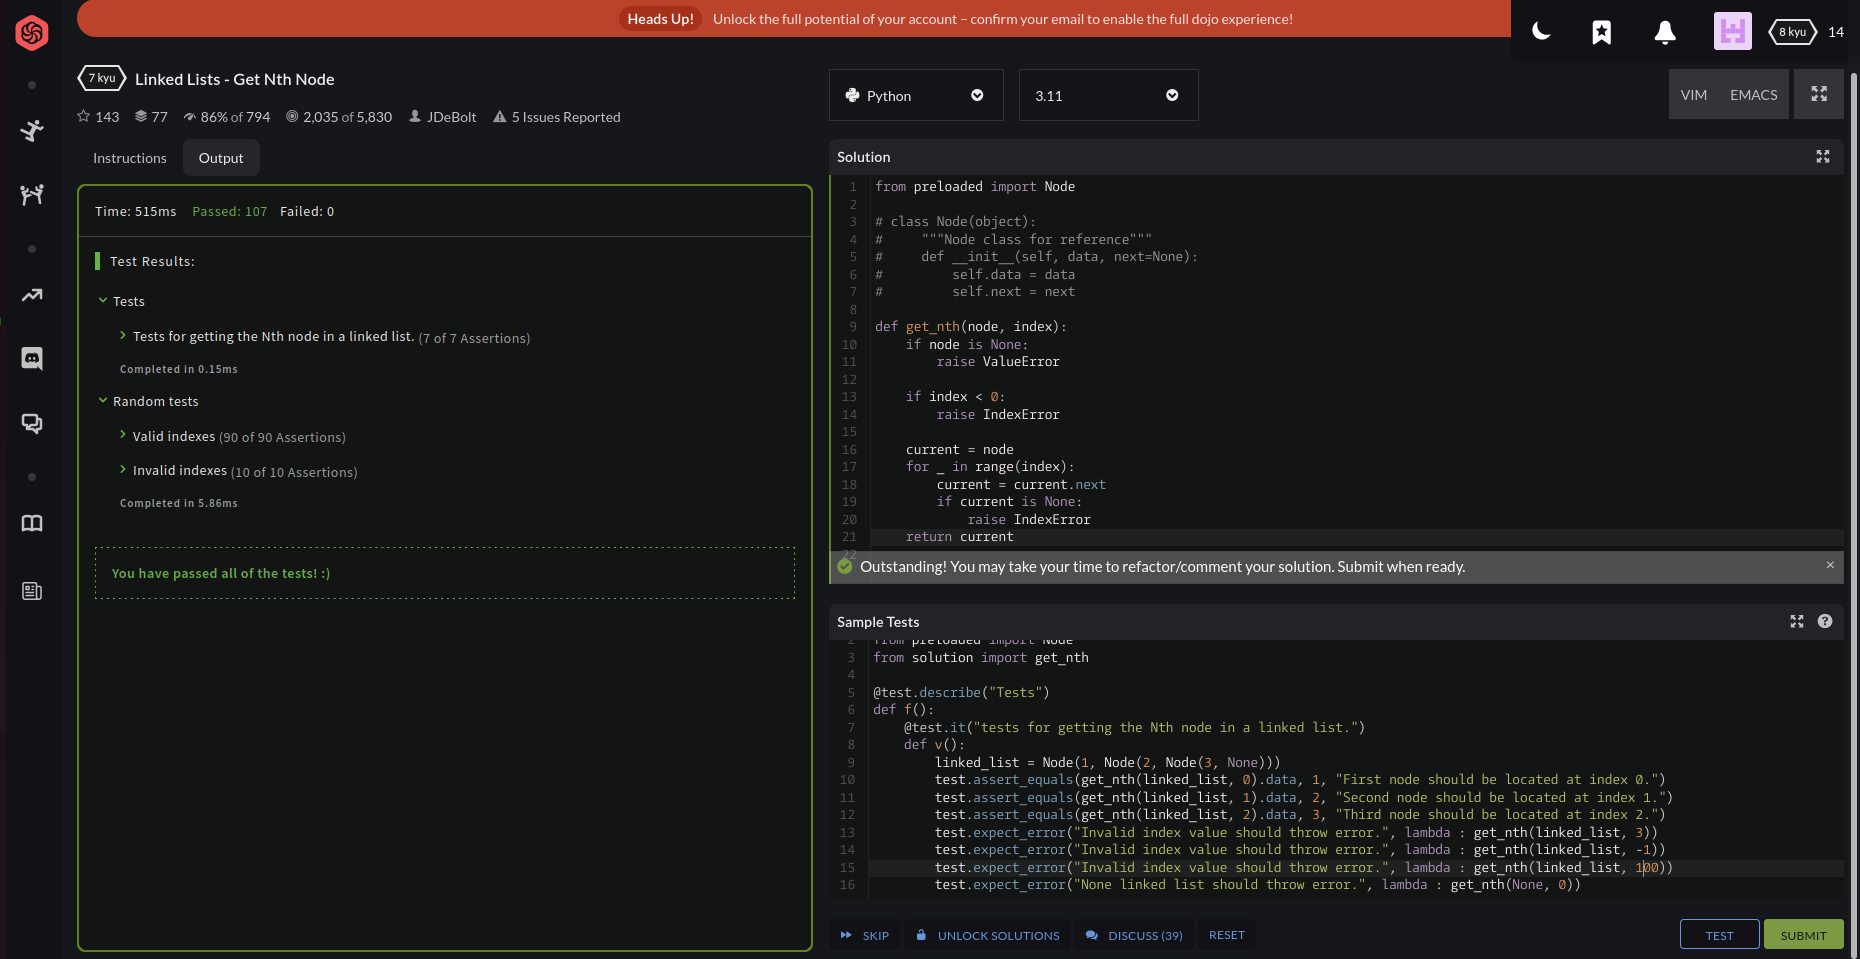 Heads Up! Unlock the full potential of your account – confirm your email to enable the full dojo experience!
8 kyu 14
7 kyu Linked Lists - Get Nth Node
143 77 86% of 794 2,035 of 5,830 JDeBolt 5 Issues Reported
Instructions Output
Time: 515ms Passed: 107 Failed: 0
Test Results:
Tests
Tests for getting the Nth node in a linked list. (7 of 7 Assertions)
Completed in 0.15ms
Random tests
Valid indexes (90 of 90 Assertions)
Invalid indexes (10 of 10 Assertions)
Completed in 5.86ms
You have passed all of the tests! :)
Python 3.11 VIM EMACS
Solution
1 from preloaded import Node
2
3 # class Node(object):
4 #     """Node class for reference"""
5 #     def __init__(self, data, next=None):
6 #         self.data = data
7 #         self.next = next
8
9 def get_nth(node, index):
10     if node is None:
11         raise ValueError
12
13     if index < 0:
14         raise IndexError
15
16     current = node
17     for _ in range(index):
18         current = current.next
19         if current is None:
20             raise IndexError
21     return current
22
Outstanding! You may take your time to refactor/comment your solution. Submit when ready. ×
Sample Tests
2 from preloaded import Node
3 from solution import get_nth
4
5 @test.describe("Tests")
6 def f():
7     @test.it("tests for getting the Nth node in a linked list.")
8     def v():
9         linked_list = Node(1, Node(2, Node(3, None)))
10         test.assert_equals(get_nth(linked_list, 0).data, 1, "First node should be located at index 0.")
11         test.assert_equals(get_nth(linked_list, 1).data, 2, "Second node should be located at index 1.")
12         test.assert_equals(get_nth(linked_list, 2).data, 3, "Third node should be located at index 2.")
13         test.expect_error("Invalid index value should throw error.", lambda : get_nth(linked_list, 3))
14         test.expect_error("Invalid index value should throw error.", lambda : get_nth(linked_list, -1))
15         test.expect_error("Invalid index value should throw error.", lambda : get_nth(linked_list, 100))
16         test.expect_error("None linked list should throw error.", lambda : get_nth(None, 0))
SKIP UNLOCK SOLUTIONS DISCUSS (39) RESET TEST SUBMIT